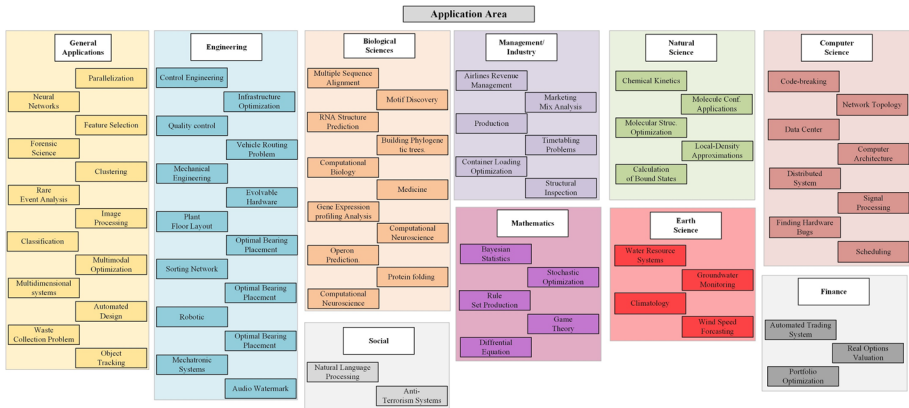 Application Area
General
Applications
Parallelization
Neural
Networks
Feature Selection
Forensic
Science
Clustering
Rare
Event Analysis
Image
Processing
Classification
Multimodal
Optimization
Multidimensional
systems
Automated
Design
Waste
Collection Problem
Object
Tracking
Engineering
Control Engineering
Infrastructure
Optimization
Quality control
Vehicle Routing
Problem
Mechanical
Engineering
Evolvable
Hardware
Plant
Floor Layout
Optimal Bearing
Placement
Sorting Network
Optimal Bearing
Placement
Robotic
Optimal Bearing
Placement
Mechatronic
Systems
Audio Watermark
Biological
Sciences
Multiple Sequence
Alignment
Motif Discovery
RNA Structure
Prediction
Building Phylogene
tic trees
Computational
Biology
Medicine
Gene Expression
profiling Analysis
Computational
Neuroscience
Operon
Prediction
Protein folding
Computational
Neuroscience
Social
Natural Language
Processing
Anti-
Terrorism Systems
Management/
Industry
Airlines Revenue
Management
Marketing
Mix Analysis
Production
Timetabling
Problems
Container Loading
Optimization
Structural
Inspection
Mathematics
Bayesian
Statistics
Stochastic
Optimization
Rule
Set Production
Game
Theory
Diffrential
Equation
Natural
Science
Chemical Kinetics
Molecule Conf.
Applications
Molecular Struc.
Optimization
Local-Density
Approximations
Calculation
of Bound States
Earth
Science
Water Resource
Systems
Groundwater
Monitoring
Climatology
Wind Speed
Forcasting
Computer
Science
Code-breaking
Network Topology
Data Center
Computer
Architecture
Distributed
System
Signal
Processing
Finding Hardware
Bugs
Scheduling
Finance
Automated Trading
System
Real Options
Valuation
Portfolio
Optimization